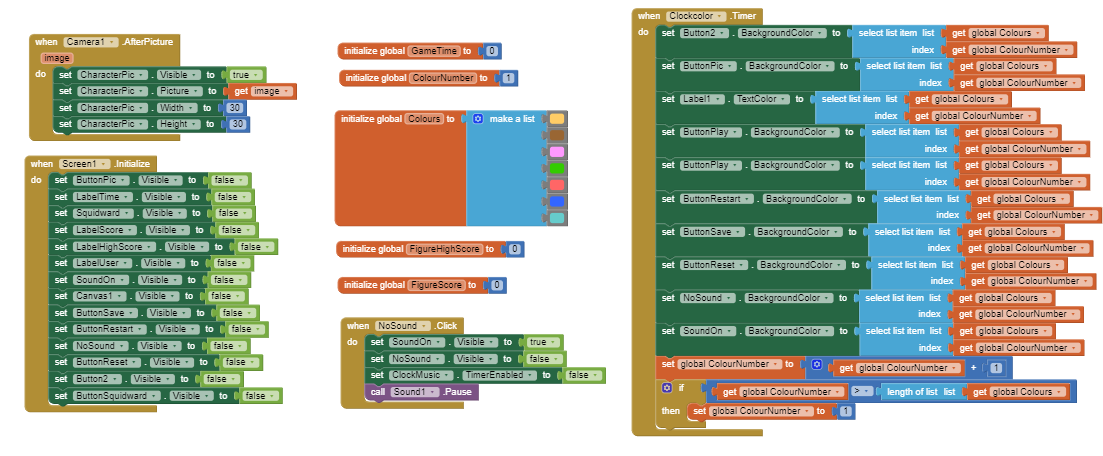 when Camera1 .AfterPicture
image
do set CharacterPic . Visible to true
set CharacterPic . Picture to get image
set CharacterPic . Width to 30
set CharacterPic . Height to 30
when Screen1 .Initialize
do set ButtonPic . Visible to false
set LabelTime . Visible to false
set Squidward . Visible to false
set LabelScore . Visible to false
set LabelHighScore . Visible to false
set LabelUser . Visible to false
set SoundOn . Visible to false
set Canvas1 . Visible to false
set ButtonSave . Visible to false
set ButtonRestart . Visible to false
set NoSound . Visible to false
set ButtonReset . Visible to false
set Button2 . Visible to false
set ButtonSquidward . Visible to false
initialize global GameTime to 0
initialize global ColourNumber to 1
initialize global Colours to make a list
initialize global FigureHighScore to 0
initialize global FigureScore to 0
when NoSound .Click
do set SoundOn . Visible to true
set NoSound . Visible to false
set ClockMusic . TimerEnabled to false
call Sound1 .Pause
when Clockcolor .Timer
do set Button2 . BackgroundColor to select list item list get global Colours
index get global ColourNumber
set ButtonPic . BackgroundColor to select list item list get global Colours
index get global ColourNumber
set Label1 . TextColor to select list item list get global Colours
index get global ColourNumber
set ButtonPlay . BackgroundColor to select list item list get global Colours
index get global ColourNumber
set ButtonPlay . BackgroundColor to select list item list get global Colours
index get global ColourNumber
set ButtonRestart . BackgroundColor to select list item list get global Colours
index get global ColourNumber
set ButtonSave . BackgroundColor to select list item list get global Colours
index get global ColourNumber
set ButtonReset . BackgroundColor to select list item list get global Colours
index get global ColourNumber
set NoSound . BackgroundColor to select list item list get global Colours
index get global ColourNumber
set SoundOn . BackgroundColor to select list item list get global Colours
index get global ColourNumber
set global ColourNumber to get global ColourNumber + 1
if get global ColourNumber > length of list list get global Colours
then set global ColourNumber to 1